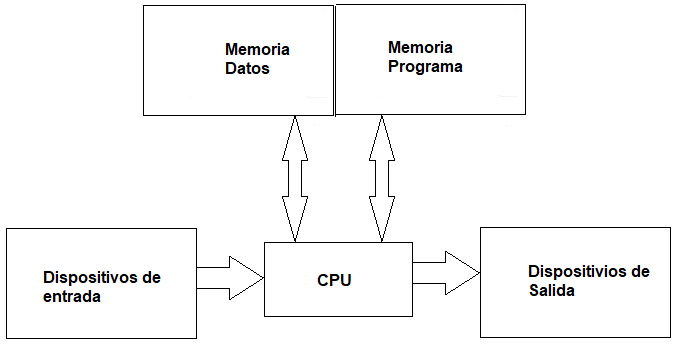 Memoria
Datos
Memoria
Programa
Dispositivos de
entrada
CPU
Dispositivios de
Salida